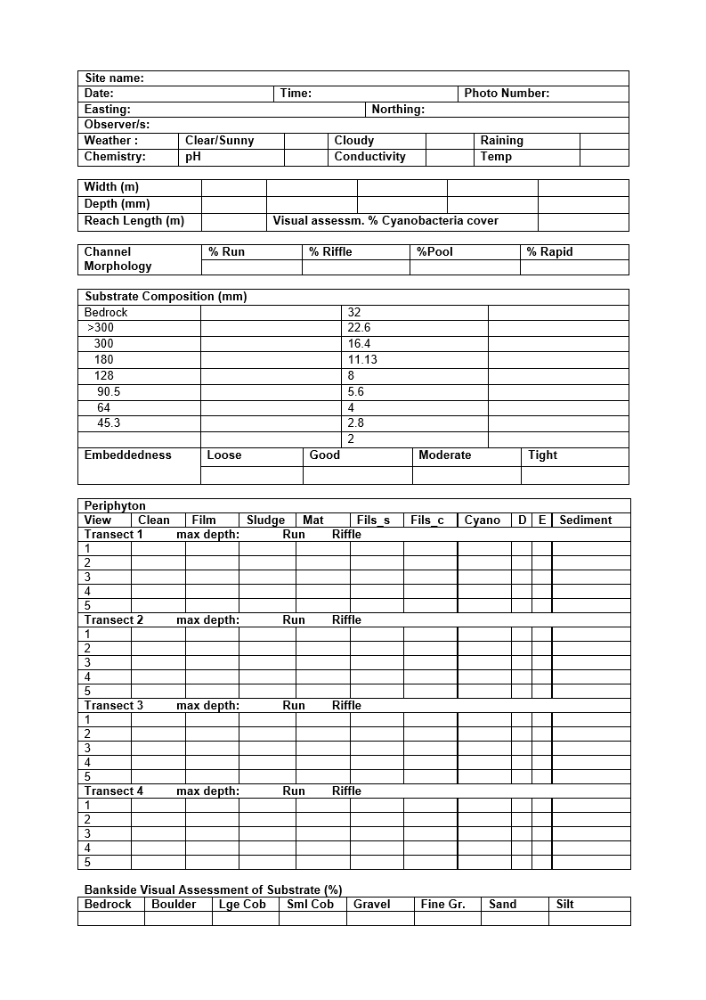 Site name:
Date: Time: Photo Number:
Easting: Northing:
Observer/s:
Weather : Clear/Sunny Cloudy Raining
Chemistry: pH Conductivity Temp
Width (m)
Depth (mm)
Reach Length (m) Visual assessm. % Cyanobacteria cover
Channel Morphology % Run % Riffle %Pool % Rapid
Substrate Composition (mm)
Bedrock 32
>300 22.6
300 16.4
180 11.13
128 8
90.5 5.6
64 4
45.3 2.8
2
Embeddedness Loose Good Moderate Tight
Periphyton
View Clean Film Sludge Mat Fils_s Fils_c Cyano D E Sediment
Transect 1 max depth: Run Riffle
1
2
3
4
5
Transect 2 max depth: Run Riffle
1
2
3
4
5
Transect 3 max depth: Run Riffle
1
2
3
4
5
Transect 4 max depth: Run Riffle
1
2
3
4
5
Bankside Visual Assessment of Substrate (%)
Bedrock Boulder Lge Cob Sml Cob Gravel Fine Gr. Sand Silt